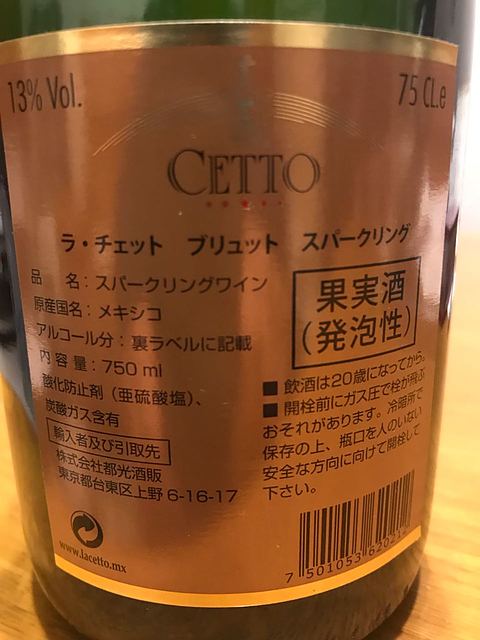 13% Vol.
75 CL.e
CETTO
ラ・チェット ブリュット スパークリング
品 名：スパークリングワイン
原産国名：メキシコ
アルコール分：裏ラベルに記載
内容量：750 ml
酸化防止剤（亜硫酸塩）、
炭酸ガス含有
輸入者及び引取先
株式会社都光酒販
東京都台東区上野 6-16-17
果実酒
（発泡性）
■ 飲酒は20歳になってから。
■ 開栓前にガス圧で栓が飛ぶ
おそれがあります。冷暗所で
保存の上、瓶口を人のいない
安全な方向に向けて開栓して
下さい。
www.lacetto.mx
7 501053 62021